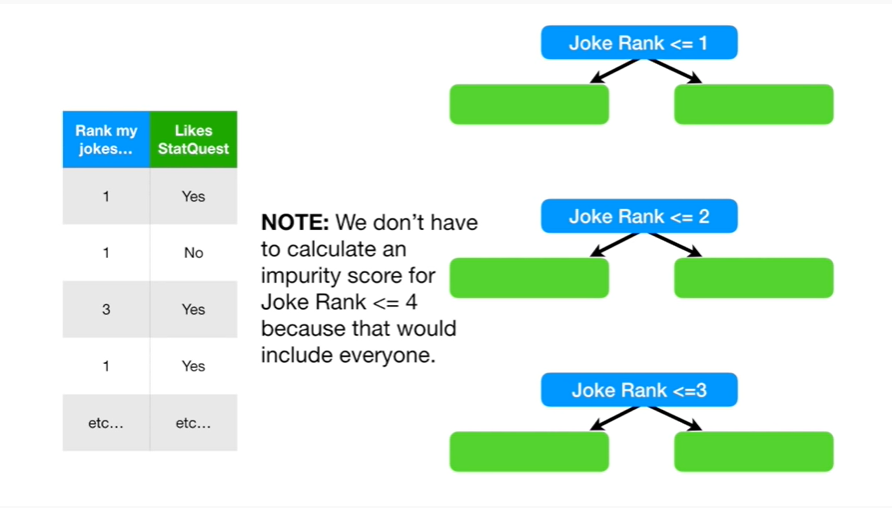 Joke Rank <= 1
Rank my
jokes...
Likes
StatQuest
1
Yes
1
No
3
Yes
1
Yes
etc...
etc...
NOTE: We don't have
to calculate an
impurity score for
Joke Rank <= 4
because that would
include everyone.
Joke Rank <= 2
Joke Rank <=3